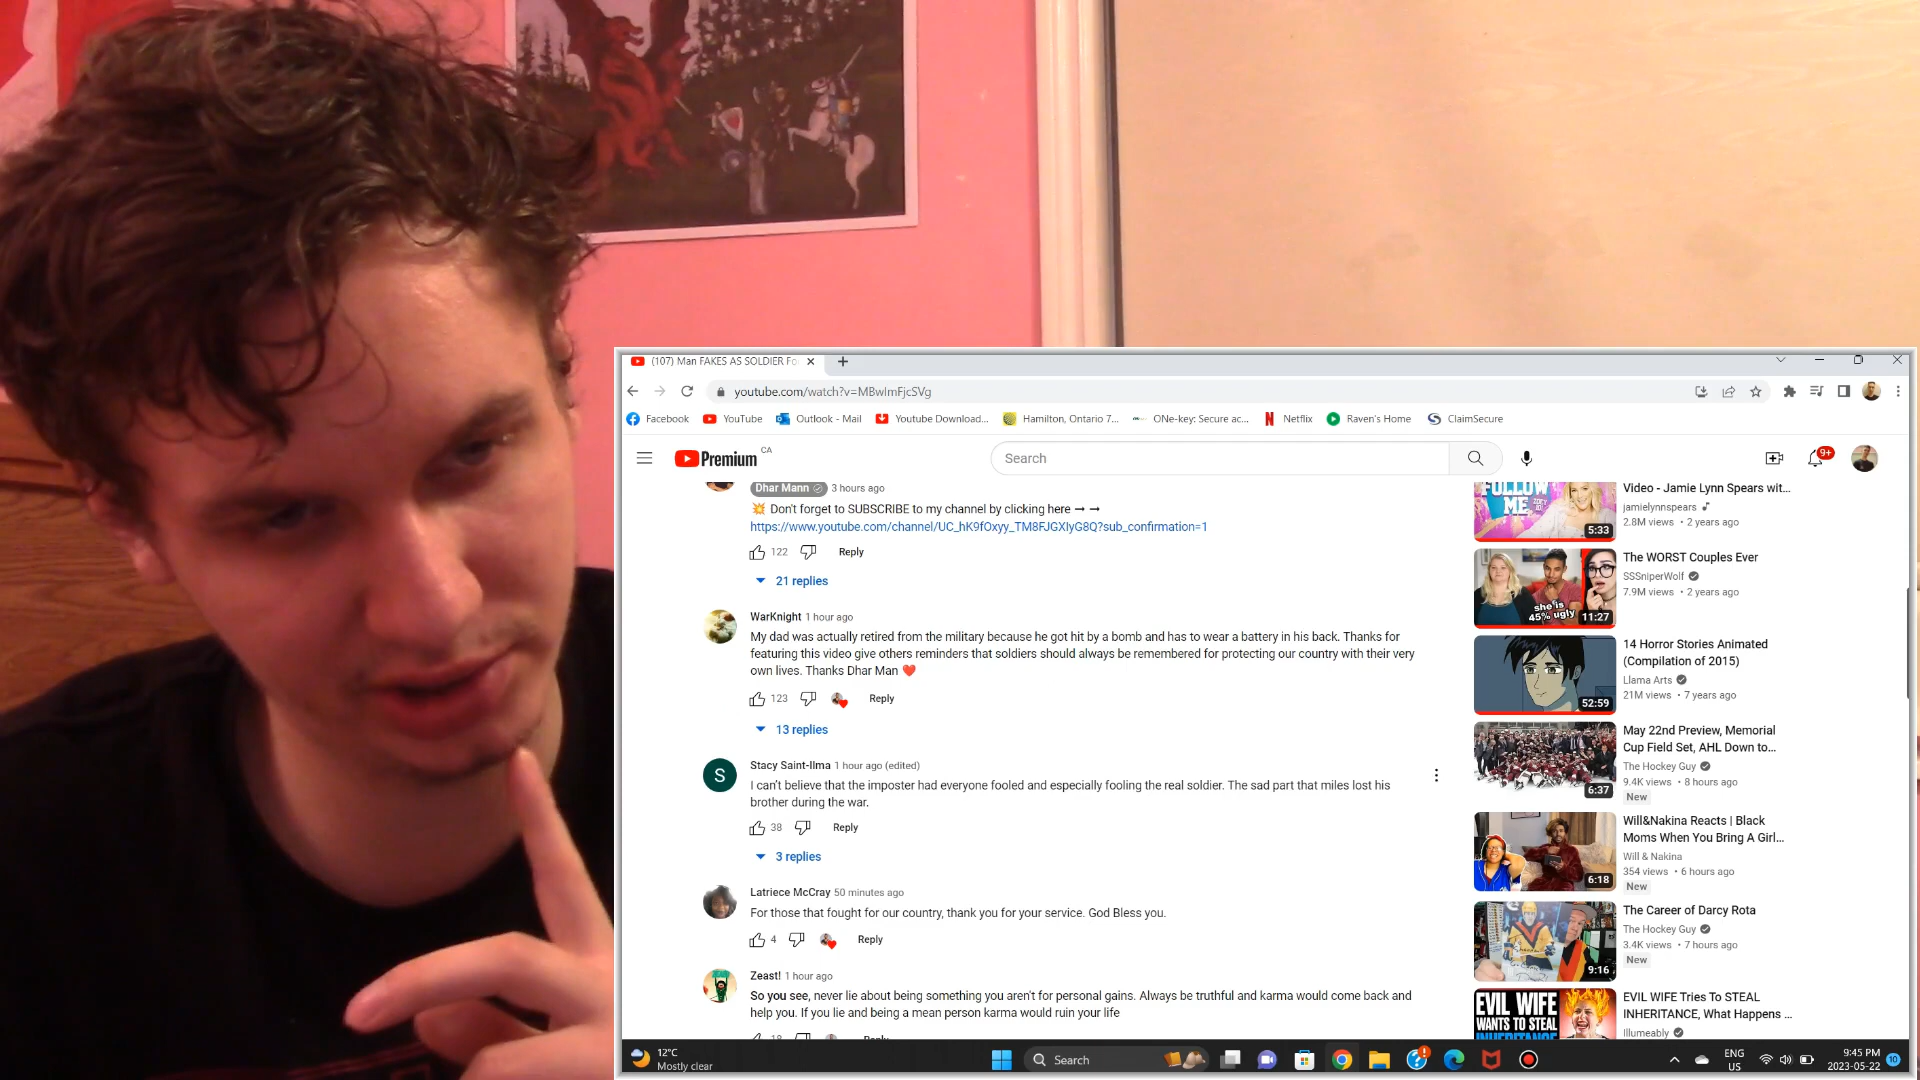 (107) Man FAKES AS SOLDIER Fo
youtube.com/watch?v=MBwlmFjcSVg
Facebook YouTube Outlook - Mail Youtube Download... Hamilton, Ontario 7... ONe-key: Secure ac... Netflix Raven's Home ClaimSecure
Premium CA
Search
9+
Dhar Mann 3 hours ago
Don't forget to SUBSCRIBE to my channel by clicking here
https://www.youtube.com/channel/UC_hK9fOxyy_TM8FJGXIyG8Q?sub_confirmation=1
122 Reply
21 replies
WarKnight 1 hour ago
My dad was actually retired from the military because he got hit by a bomb and has to wear a battery in his back. Thanks for
featuring this video give others reminders that soldiers should always be remembered for protecting our country with their very
own lives. Thanks Dhar Man ❤️
123 Reply
13 replies
S
Stacy Saint-Ilma 1 hour ago (edited)
I can't believe that the imposter had everyone fooled and especially fooling the real soldier. The sad part that miles lost his
brother during the war.
38 Reply
3 replies
Latriece McCray 50 minutes ago
For those that fought for our country, thank you for your service. God Bless you.
4 Reply
Zeast! 1 hour ago
So you see, never lie about being something you aren't for personal gains. Always be truthful and karma would come back and
help you. If you lie and being a mean person karma would ruin your life
18 Reply
FOLLOW
ME
5:33
Video - Jamie Lynn Spears wit...
jamielynnspears
2.8M views • 2 years ago
she is
45% ugly
11:27
The WORST Couples Ever
SSSniperWolf
7.9M views • 2 years ago
52:59
14 Horror Stories Animated
(Compilation of 2015)
Llama Arts
21M views • 7 years ago
6:37
May 22nd Preview, Memorial
Cup Field Set, AHL Down to...
The Hockey Guy
9.4K views • 8 hours ago
New
6:18
Will&Nakina Reacts | Black
Moms When You Bring A Girl...
Will & Nakina
354 views • 6 hours ago
New
9:16
The Career of Darcy Rota
The Hockey Guy
3.4K views • 7 hours ago
New
EVIL WIFE
WANTS TO STEAL
INHERITANCE
EVIL WIFE Tries To STEAL
INHERITANCE, What Happens ...
Illumeably
12°C
Mostly clear
Search
ENG
US
9:45 PM
2023-05-22
10